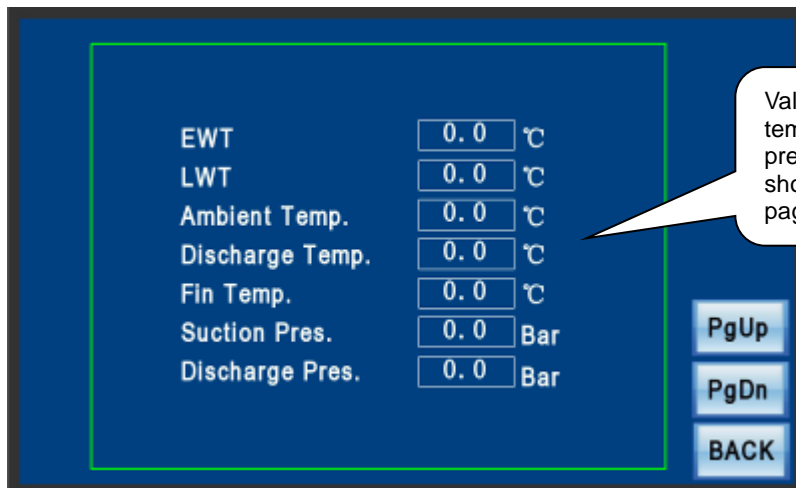 EWT 0.0 ℃
LWT 0.0 ℃
Ambient Temp. 0.0 ℃
Discharge Temp. 0.0 ℃
Fin Temp. 0.0 ℃
Suction Pres. 0.0 Bar
Discharge Pres. 0.0 Bar
PgUp
PgDn
BACK